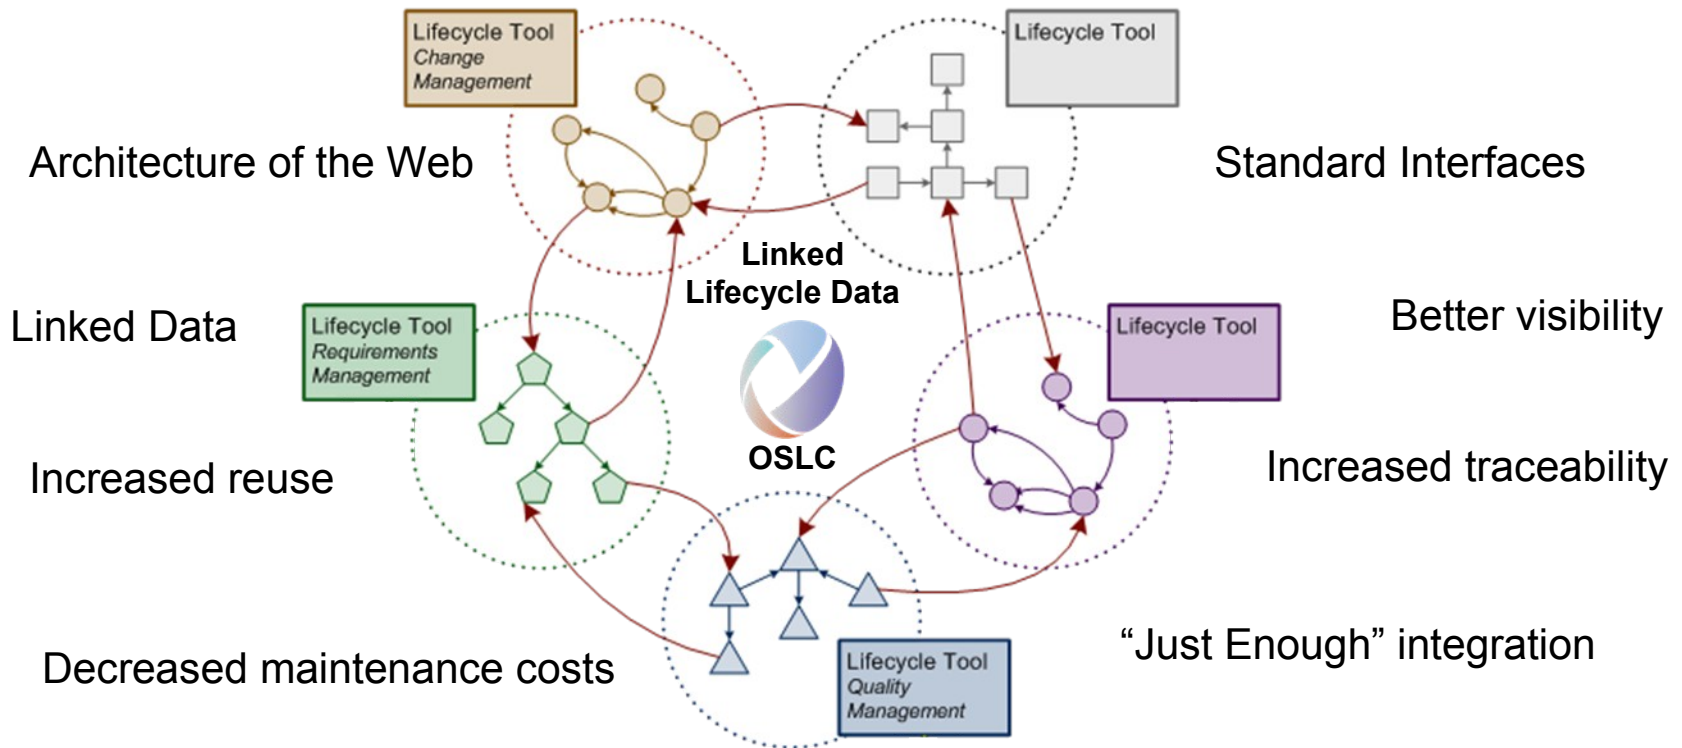 Lifecycle Tool
Change
Management
Lifecycle Tool
Architecture of the Web
Standard Interfaces
Linked
Lifecycle Data
Linked Data
Lifecycle Tool
Requirements
Management
Lifecycle Tool
Better visibility
OSLC
Increased reuse
Increased traceability
Decreased maintenance costs
Lifecycle Tool
Quality
Management
“Just Enough” integration